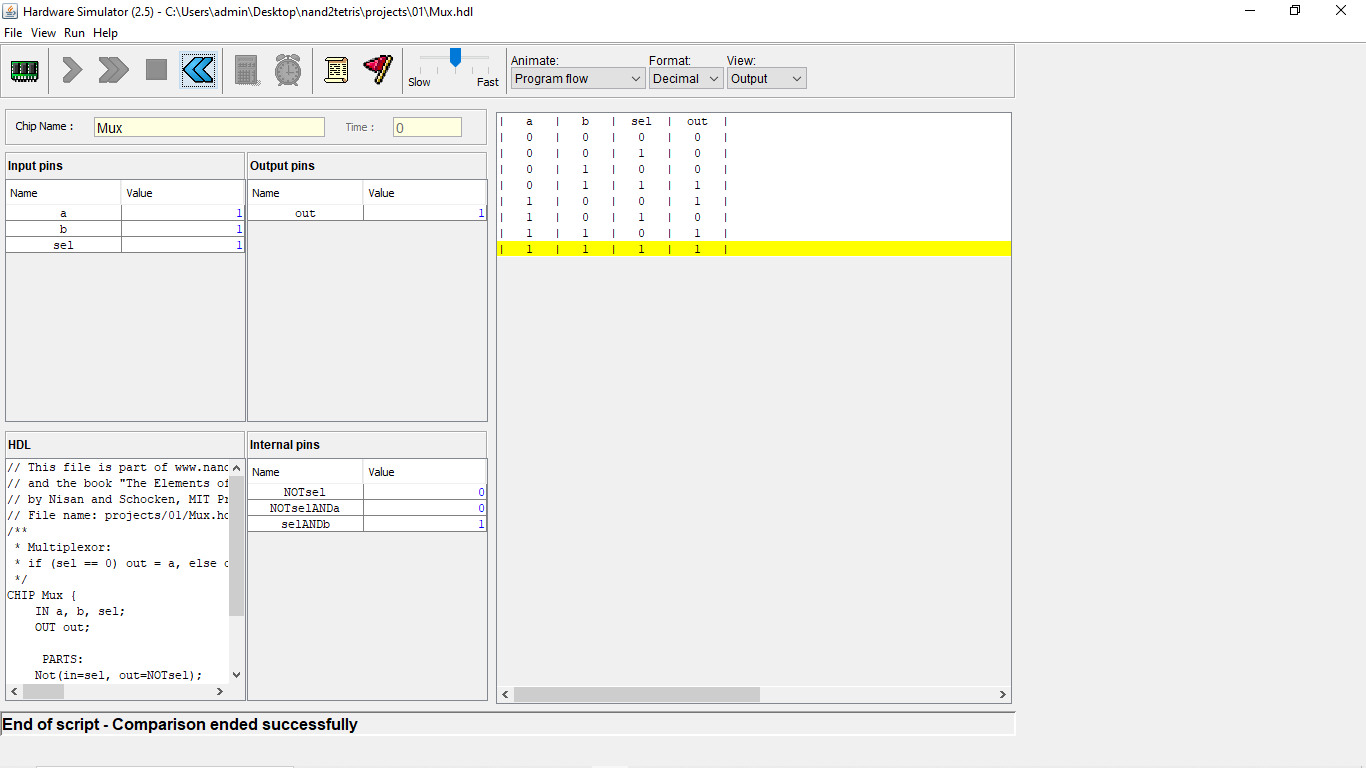 Hardware Simulator (2.5) - C:\Users\admin\Desktop\nand2tetris\projects\01\Mux.hdl
File View Run Help
Slow Fast
Animate: Format: View:
Program flow Decimal Output
Chip Name : Mux Time : 0
Input pins
Name Value
a 1
b 1
sel 1
Output pins
Name Value
out 1
HDL
// This file is part of www.nand
// and the book "The Elements of
// by Nisan and Schocken, MIT Pr
// File name: projects/01/Mux.hd
/**
* Multiplexor:
* if (sel == 0) out = a, else o
*/
CHIP Mux {
IN a, b, sel;
OUT out;
PARTS:
Not(in=sel, out=NOTsel);
Internal pins
Name Value
NOTsel 0
NOTselANDa 0
selANDb 1
| a | b | sel | out |
| 0 | 0 | 0 | 0 |
| 0 | 0 | 1 | 0 |
| 0 | 1 | 0 | 0 |
| 0 | 1 | 1 | 1 |
| 1 | 0 | 0 | 1 |
| 1 | 0 | 1 | 0 |
| 1 | 1 | 0 | 1 |
| 1 | 1 | 1 | 1 |
End of script - Comparison ended successfully